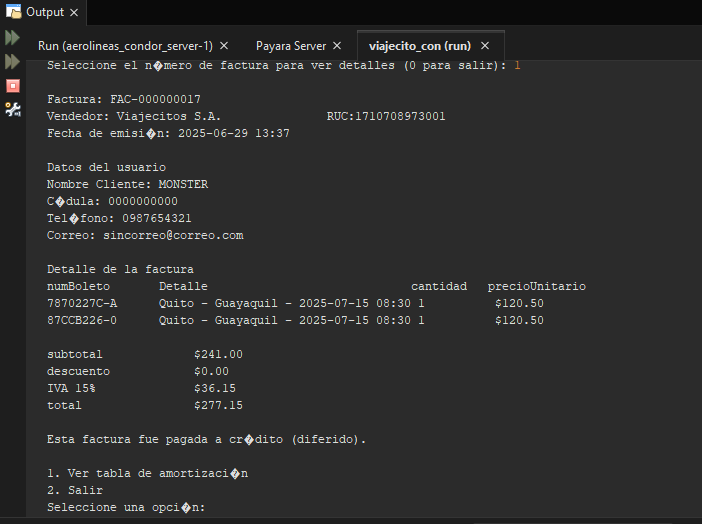 Output
Run (aerolineas_condor_server-1)
Payara Server
viajecito_con (run)
Seleccione el n�mero de factura para ver detalles (0 para salir): 1
Factura: FAC-000000017
Vendedor: Viajecitos S.A. RUC:1710708973001
Fecha de emisi�n: 2025-06-29 13:37
Datos del usuario
Nombre Cliente: MONSTER
C�dula: 0000000000
Tel�fono: 0987654321
Correo: sincorreo@correo.com
Detalle de la factura
numBoleto Detalle cantidad precioUnitario
7870227C-A Quito - Guayaquil - 2025-07-15 08:30 1 $120.50
87CCB226-0 Quito - Guayaquil - 2025-07-15 08:30 1 $120.50
subtotal $241.00
descuento $0.00
IVA 15% $36.15
total $277.15
Esta factura fue pagada a cr�dito (diferido).
1. Ver tabla de amortizaci�n
2. Salir
Seleccione una opci�n: